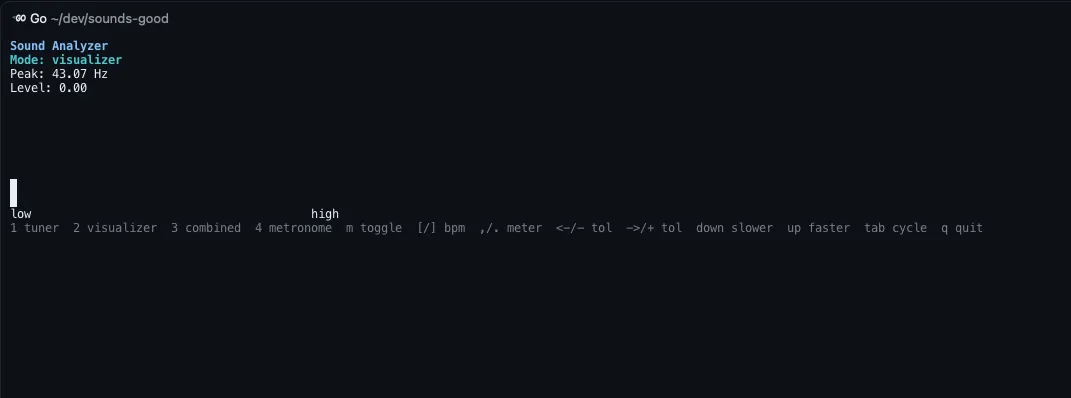 Go ~/dev/sounds-good
Sound Analyzer
Mode: visualizer
Peak: 43.07 Hz
Level: 0.00
low high
1 tuner 2 visualizer 3 combined 4 metronome m toggle [/] bpm ,/. meter <-/- tol ->/+ tol down slower up faster tab cycle q quit